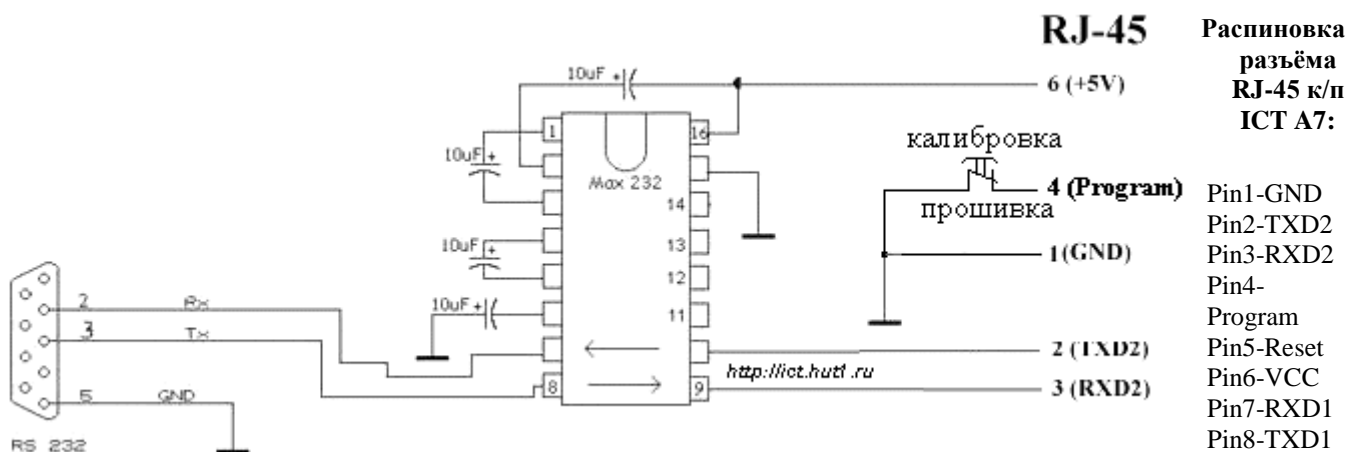 RJ-45
Распиновка
разъёма
RJ-45 к/п
ICT A7:
10uF +
6 (+5V)
1
16
калибровка
10uF +
Max 232
4 (Program)
прошивка
14
Pin1-GND
Pin2-TXD2
Pin3-RXD2
Pin4-
Program
Pin5-Reset
Pin6-VCC
Pin7-RXD1
Pin8-TXD1
13
10uF +
1(GND)
12
2
Rx
10uF +
11
3
Tx
2 (TXD2)
http://ict.hut1.ru
8
9
3 (RXD2)
5
GND
RS 232